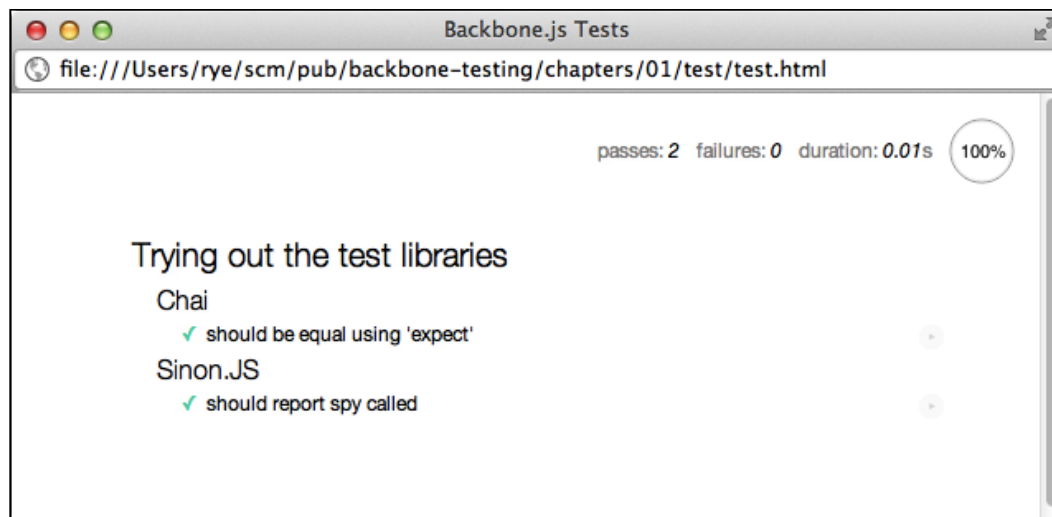 Backbone.js Tests
file:///Users/rye/scm/pub/backbone-testing/chapters/01/test/test.html
passes: 2 failures: 0 duration: 0.01s 100%
Trying out the test libraries
Chai
✓ should be equal using 'expect'
Sinon.JS
✓ should report spy called